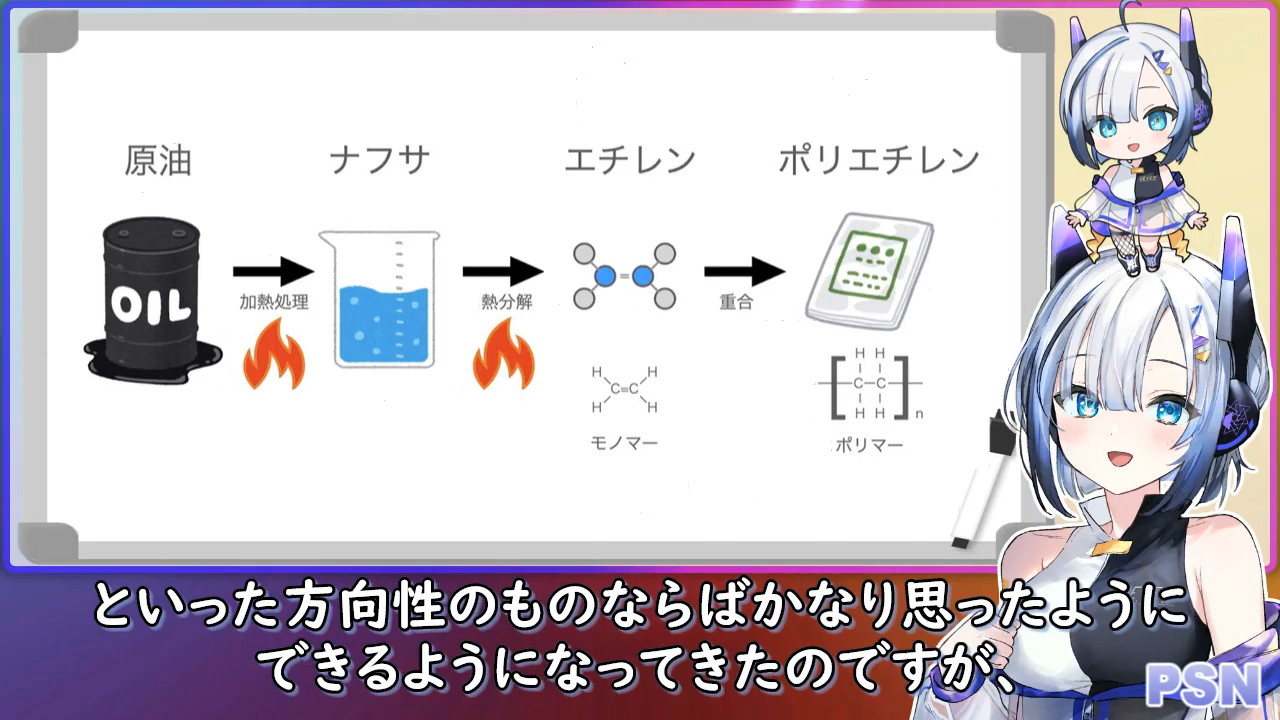 原油
ナフサ
エチレン
ポリエチレン
OIL
加熱処理
熱分解
重合
H H
C=C
H H
モノマー
H H
C-C
H H
n
ポリマー
といった方向性のものならばかなり思ったように
できるようになってきたのですが、
PSN